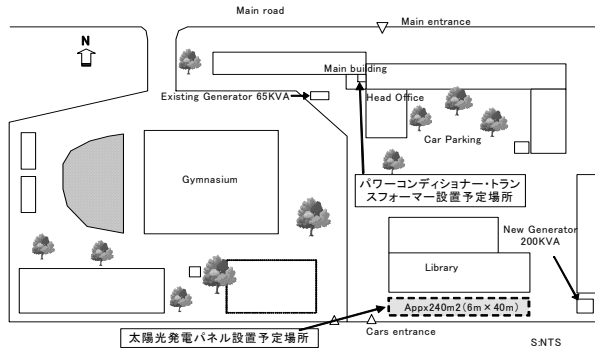 Main road
Main entrance
N
Main building
Existing Generator 65KVA
Head Office
Car Parking
Gymnasium
パワーコンディショナー・トラン
スフォーマー設置予定場所
New Generator
200KVA
Library
Appx240m2(6m×40m)
太陽光発電パネル設置予定場所
Cars entrance
S:NTS